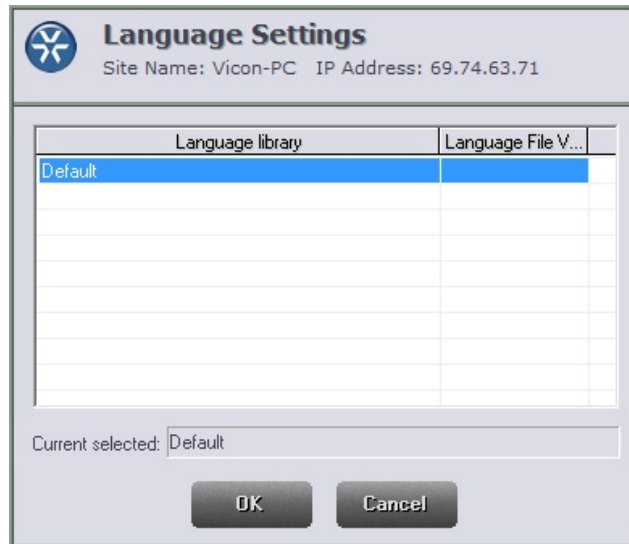 Language Settings
Site Name: Vicon-PC IP Address: 69.74.63.71
Language library Language File V...
Default
Current selected: Default
OK Cancel